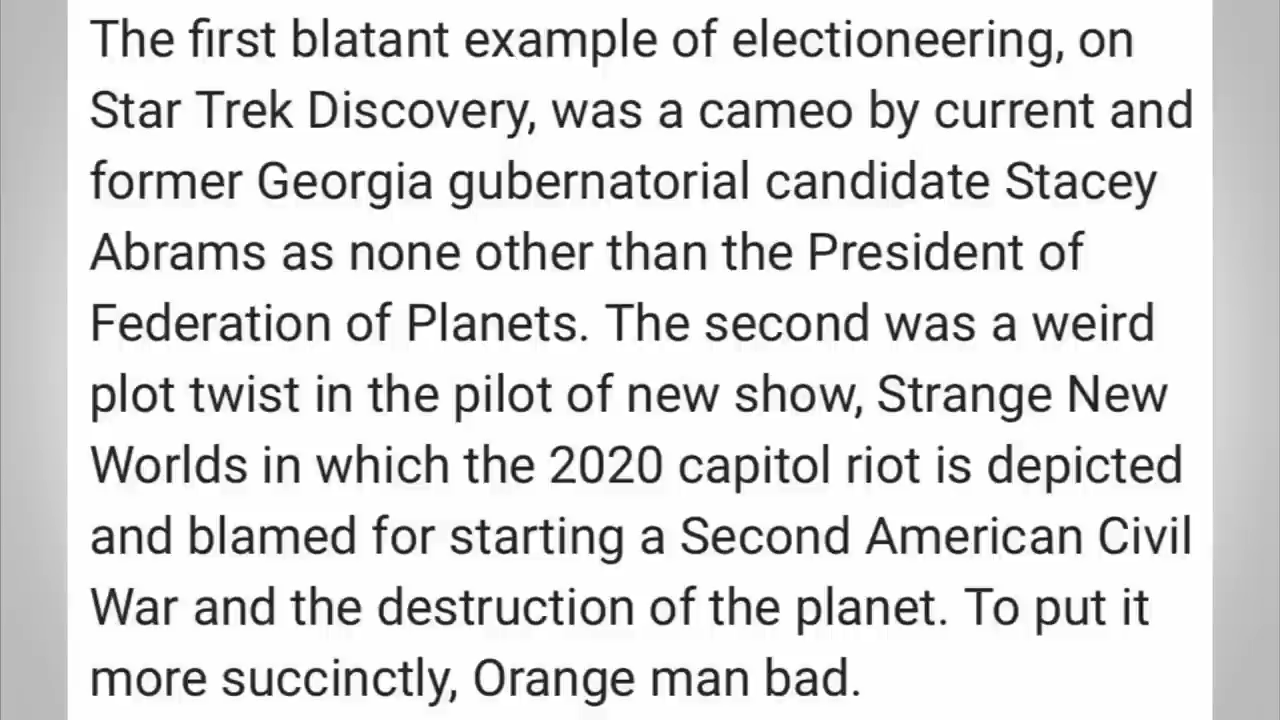 The first blatant example of electioneering, on
Star Trek Discovery, was a cameo by current and
former Georgia gubernatorial candidate Stacey
Abrams as none other than the President of
Federation of Planets. The second was a weird
plot twist in the pilot of new show, Strange New
Worlds in which the 2020 capitol riot is depicted
and blamed for starting a Second American Civil
War and the destruction of the planet. To put it
more succinctly, Orange man bad.